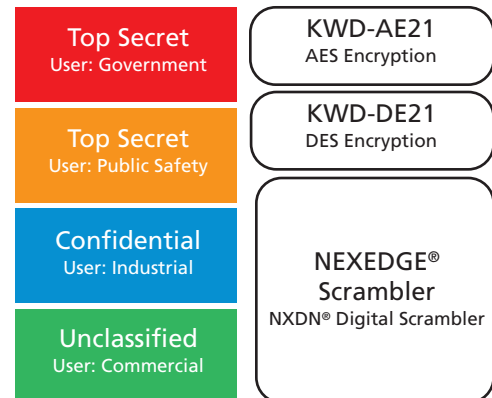 Top Secret
User: Government
KWD-AE21
AES Encryption
Top Secret
User: Public Safety
KWD-DE21
DES Encryption
Confidential
User: Industrial
Unclassified
User: Commercial
NEXEDGE®
Scrambler
NXDN® Digital Scrambler